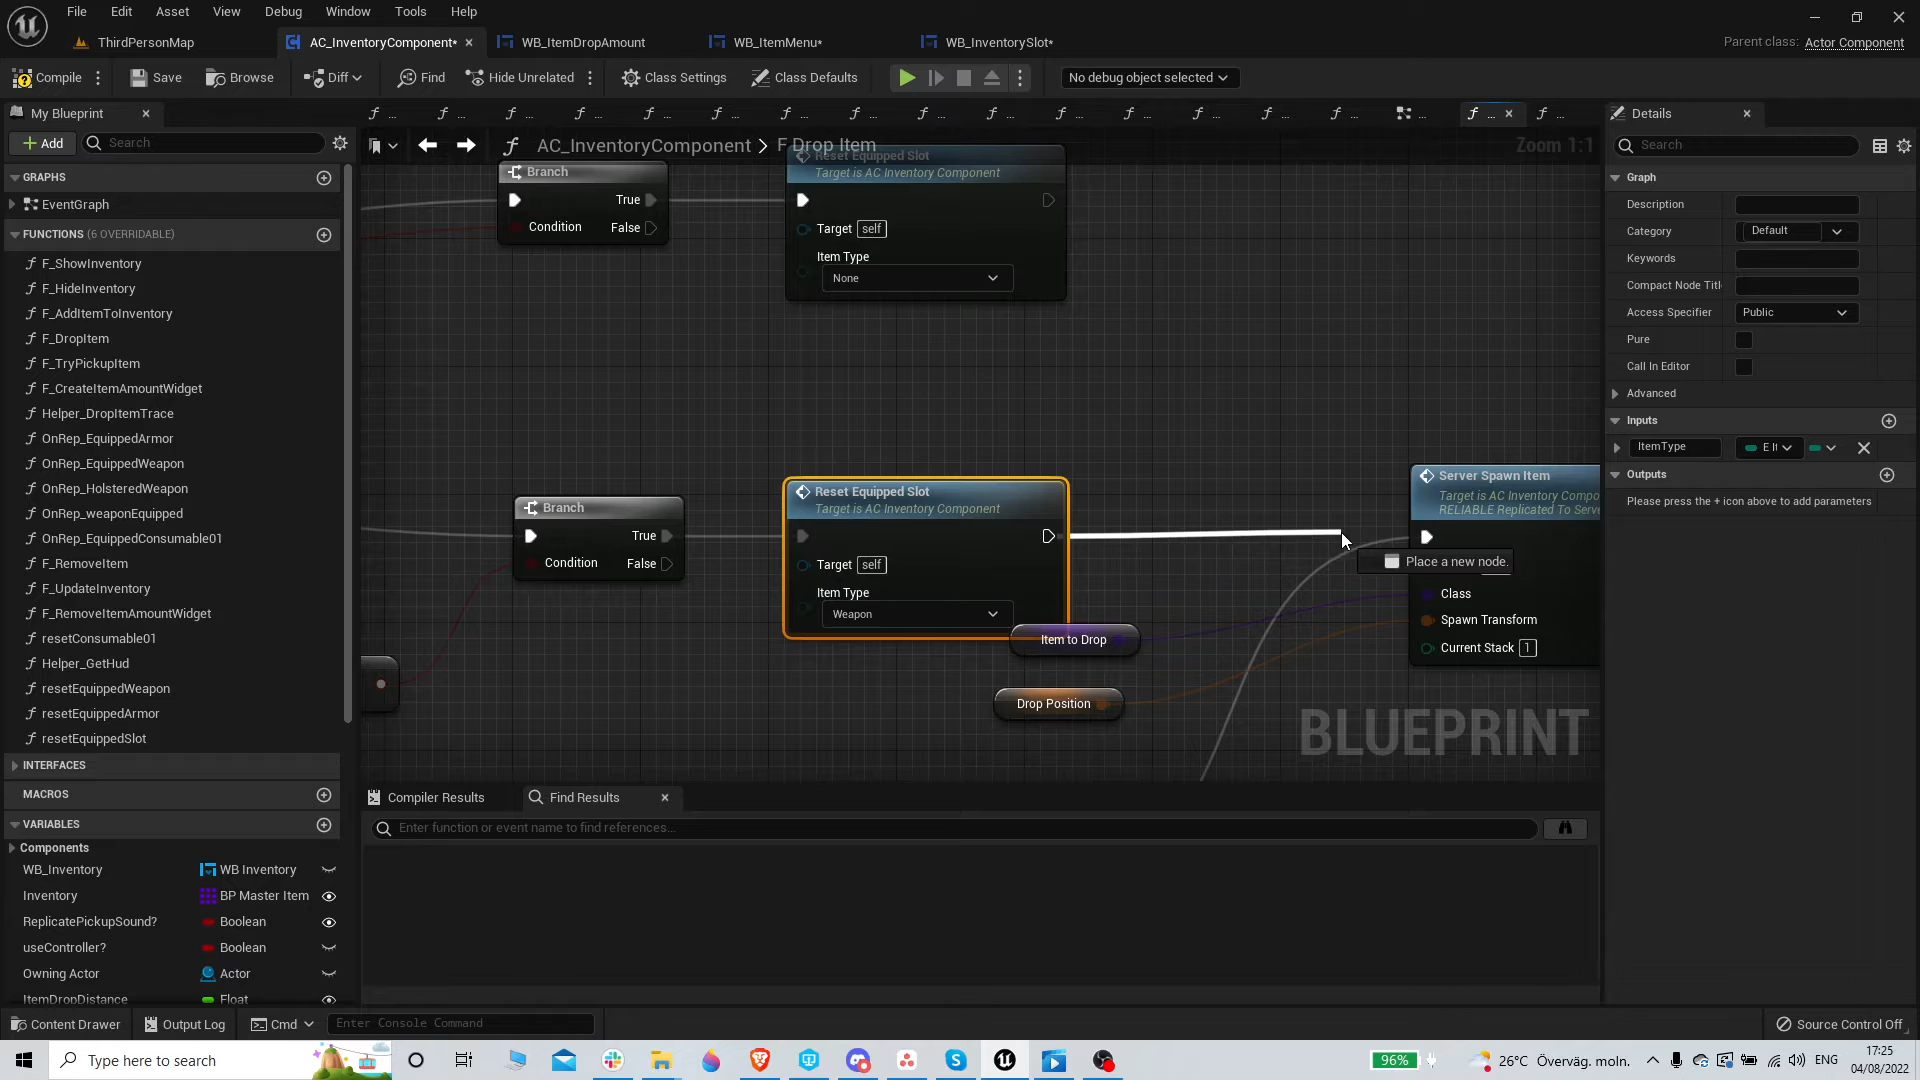 File Edit Asset View Debug Window Tools Help
ThirdPersonMap AC_InventoryComponent* WB_ItemDropAmount WB_ItemMenu* WB_InventorySlot* Parent class: Actor Component
Compile Save Browse Diff Find Hide Unrelated Class Settings Class Defaults No debug object selected
My Blueprint Details
Add Search AC_InventoryComponent > F Drop Item Zoom 1:1 Search
GRAPHS
EventGraph
FUNCTIONS (6 OVERRIDABLE)
F_ShowInventory
F_HideInventory
F_AddItemToInventory
F_DropItem
F_TryPickupItem
F_CreateItemAmountWidget
Helper_DropItemTrace
OnRep_EquippedArmor
OnRep_EquippedWeapon
OnRep_HolsteredWeapon
OnRep_weaponEquipped
OnRep_EquippedConsumable01
F_RemoveItem
F_UpdateInventory
F_RemoveItemAmountWidget
resetConsumable01
Helper_GetHud
resetEquippedWeapon
resetEquippedArmor
resetEquippedSlot
INTERFACES
MACROS
VARIABLES
Components
WB_Inventory WB Inventory
Inventory BP Master Item
ReplicatePickupSound? Boolean
useController? Boolean
Owning Actor Actor
ItemDropDistance Float
Branch
True
Condition False
Reset Equipped Slot
Target is AC Inventory Component
Target self
Item Type
None
Branch
True
Condition False
Reset Equipped Slot
Target is AC Inventory Component
Target self
Item Type
Weapon
Item to Drop
Drop Position
Place a new node.
Server Spawn Item
Target is AC Inventory Compo
RELIABLE Replicated To Serve
Class
Spawn Transform
Current Stack 1
BLUEPRINT
Graph
Description
Category Default
Keywords
Compact Node Titl
Access Specifier Public
Pure
Call In Editor
Advanced
Inputs
ItemType E It
Outputs
Please press the + icon above to add parameters
Compiler Results Find Results
Enter function or event name to find references...
Content Drawer Output Log Cmd Enter Console Command Source Control Off
Type here to search 96% 26°C Överväg. moln. ENG 17:25
04/08/2022